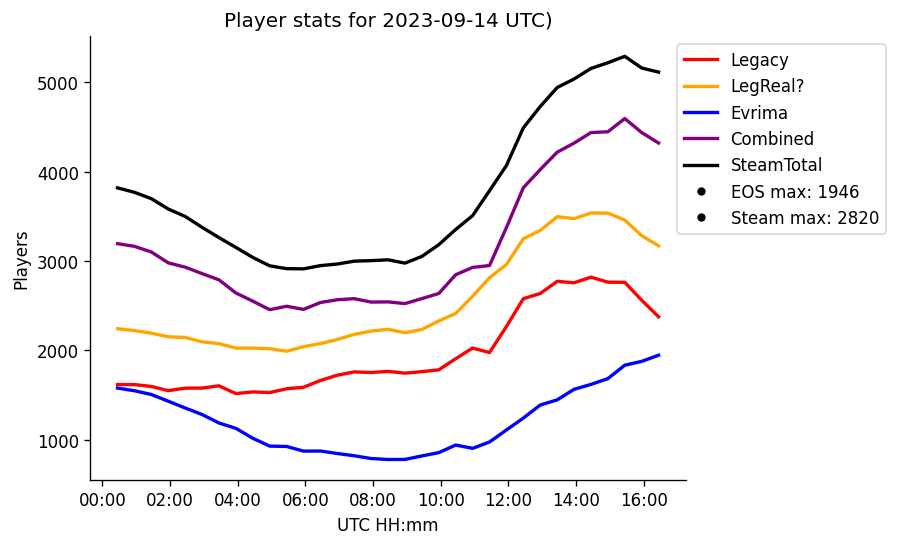 Player stats for 2023-09-14 UTC)
Players
5000
4000
3000
2000
1000
00:00 02:00 04:00 06:00 08:00 10:00 12:00 14:00 16:00
UTC HH:mm
Legacy
LegReal?
Evrima
Combined
SteamTotal
EOS max: 1946
Steam max: 2820